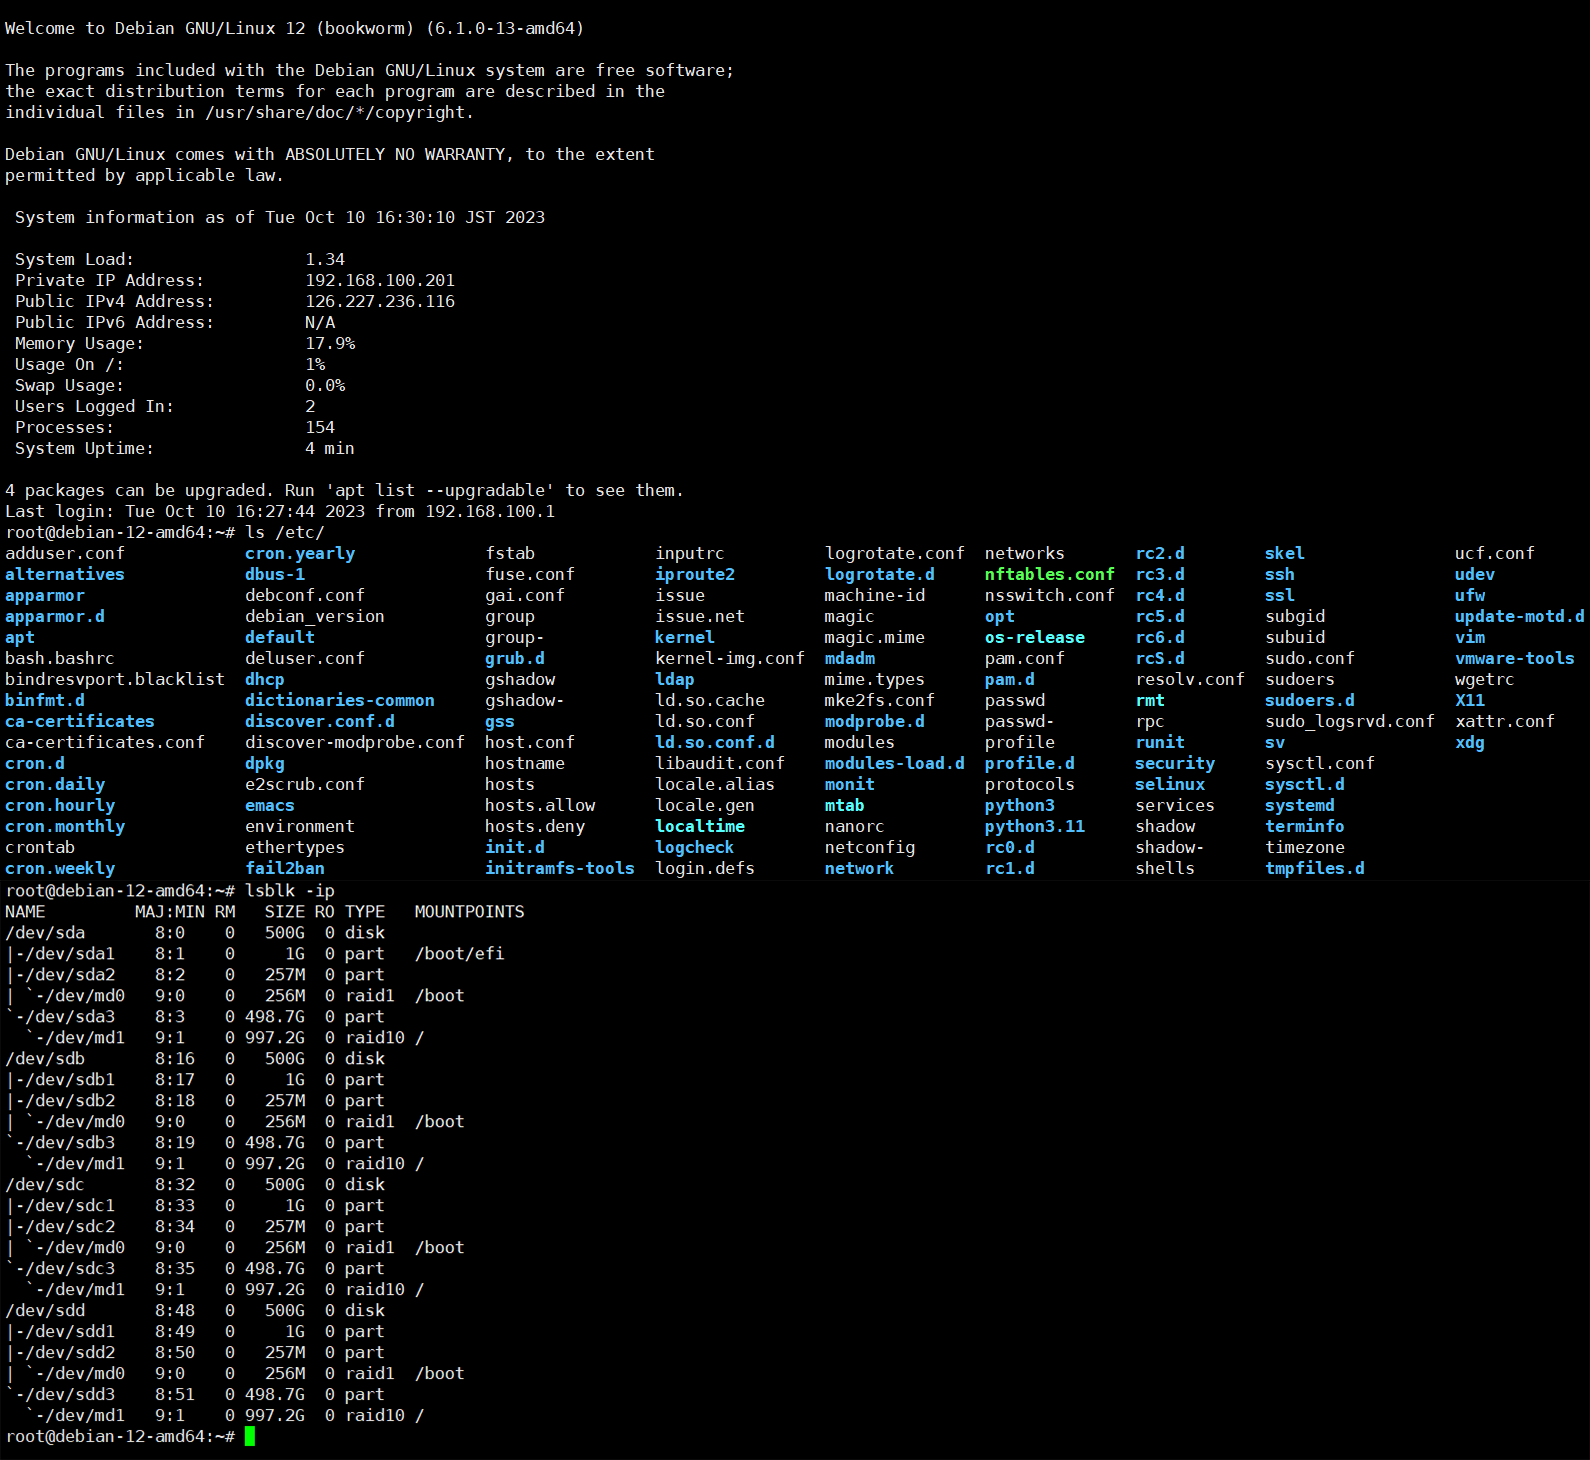 Welcome to Debian GNU/Linux 12 (bookworm) (6.1.0-13-amd64)

The programs included with the Debian GNU/Linux system are free software;
the exact distribution terms for each program are described in the
individual files in /usr/share/doc/*/copyright.

Debian GNU/Linux comes with ABSOLUTELY NO WARRANTY, to the extent
permitted by applicable law.

 System information as of Tue Oct 10 16:30:10 JST 2023

 System Load:                 1.34
 Private IP Address:          192.168.100.201
 Public IPv4 Address:         126.227.236.116
 Public IPv6 Address:         N/A
 Memory Usage:                17.9%
 Usage On /:                  1%
 Swap Usage:                  0.0%
 Users Logged In:             2
 Processes:                   154
 System Uptime:               4 min

4 packages can be upgraded. Run 'apt list --upgradable' to see them.
Last login: Tue Oct 10 16:27:44 2023 from 192.168.100.1
root@debian-12-amd64:~# ls /etc/
adduser.conf            cron.yearly             fstab            inputrc          logrotate.conf  networks       rc2.d        skel               ucf.conf
alternatives            dbus-1                  fuse.conf        iproute2         logrotate.d     nftables.conf  rc3.d        ssh                udev
apparmor                debconf.conf            gai.conf         issue            machine-id      nsswitch.conf  rc4.d        ssl                ufw
apparmor.d              debian_version          group            issue.net        magic           opt            rc5.d        subgid             update-motd.d
apt                     default                 group-           kernel           magic.mime      os-release     rc6.d        subuid             vim
bash.bashrc             deluser.conf            grub.d           kernel-img.conf  mdadm           pam.conf       rcS.d        sudo.conf          vmware-tools
bindresvport.blacklist  dhcp                    gshadow          ldap             mime.types      pam.d          resolv.conf  sudoers            wgetrc
binfmt.d                dictionaries-common     gshadow-         ld.so.cache      mke2fs.conf     passwd         rmt          sudoers.d          X11
ca-certificates         discover.conf.d         gss              ld.so.conf       modprobe.d      passwd-        rpc          sudo_logsrvd.conf  xattr.conf
ca-certificates.conf    discover-modprobe.conf  host.conf        ld.so.conf.d     modules         profile        runit        sv                 xdg
cron.d                  dpkg                    hostname         libaudit.conf    modules-load.d  profile.d      security     sysctl.conf
cron.daily              e2scrub.conf            hosts            locale.alias     monit           protocols      selinux      sysctl.d
cron.hourly             emacs                   hosts.allow      locale.gen       mtab            python3        services     systemd
cron.monthly            environment             hosts.deny       localtime        nanorc          python3.11     shadow       terminfo
crontab                 ethertypes              init.d           logcheck         netconfig       rc0.d          shadow-      timezone
cron.weekly             fail2ban                initramfs-tools  login.defs       network         rc1.d          shells       tmpfiles.d
root@debian-12-amd64:~# lsblk -ip
NAME         MAJ:MIN RM   SIZE RO TYPE   MOUNTPOINTS
/dev/sda       8:0    0   500G  0 disk
|-/dev/sda1    8:1    0     1G  0 part   /boot/efi
|-/dev/sda2    8:2    0   257M  0 part
| `-/dev/md0   9:0    0   256M  0 raid1  /boot
`-/dev/sda3    8:3    0 498.7G  0 part
  `-/dev/md1   9:1    0 997.2G  0 raid10 /
/dev/sdb       8:16   0   500G  0 disk
|-/dev/sdb1    8:17   0     1G  0 part
|-/dev/sdb2    8:18   0   257M  0 part
| `-/dev/md0   9:0    0   256M  0 raid1  /boot
`-/dev/sdb3    8:19   0 498.7G  0 part
  `-/dev/md1   9:1    0 997.2G  0 raid10 /
/dev/sdc       8:32   0   500G  0 disk
|-/dev/sdc1    8:33   0     1G  0 part
|-/dev/sdc2    8:34   0   257M  0 part
| `-/dev/md0   9:0    0   256M  0 raid1  /boot
`-/dev/sdc3    8:35   0 498.7G  0 part
  `-/dev/md1   9:1    0 997.2G  0 raid10 /
/dev/sdd       8:48   0   500G  0 disk
|-/dev/sdd1    8:49   0     1G  0 part
|-/dev/sdd2    8:50   0   257M  0 part
| `-/dev/md0   9:0    0   256M  0 raid1  /boot
`-/dev/sdd3    8:51   0 498.7G  0 part
  `-/dev/md1   9:1    0 997.2G  0 raid10 /
root@debian-12-amd64:~#